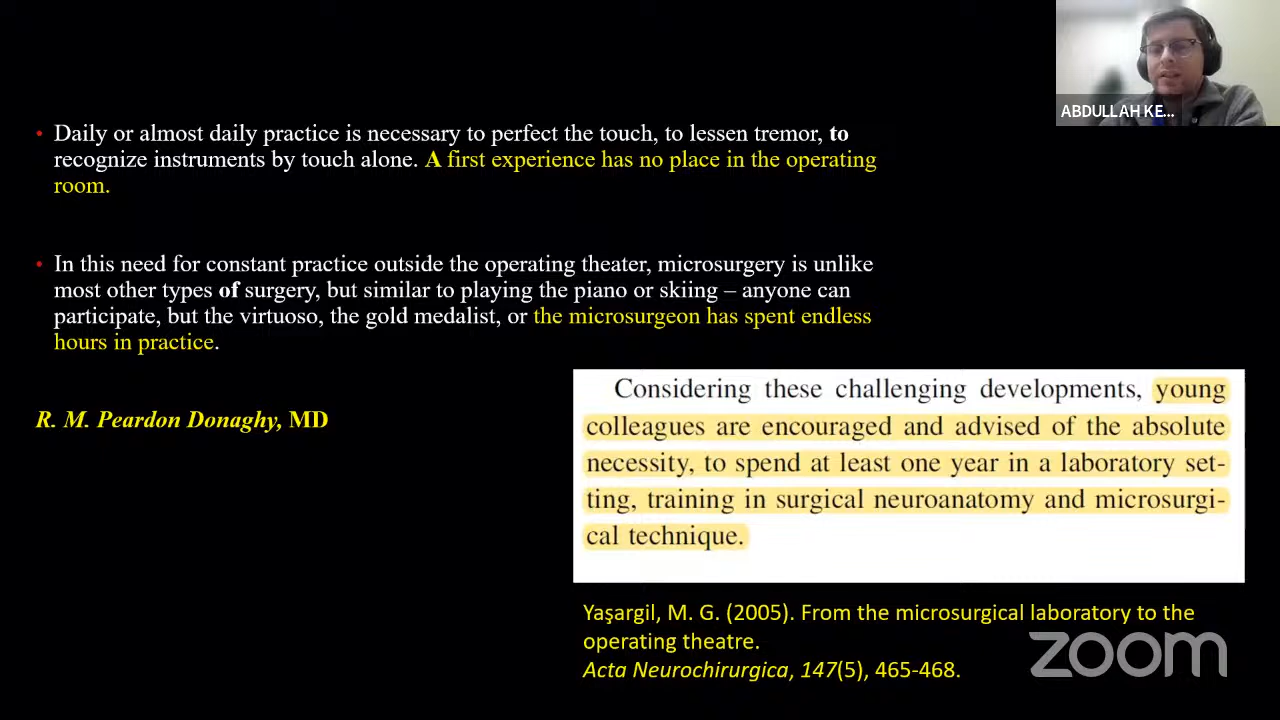 ABDULLAH KE...
• Daily or almost daily practice is necessary to perfect the touch, to lessen tremor, to
recognize instruments by touch alone. A first experience has no place in the operating
room.
• In this need for constant practice outside the operating theater, microsurgery is unlike
most other types of surgery, but similar to playing the piano or skiing – anyone can
participate, but the virtuoso, the gold medalist, or the microsurgeon has spent endless
hours in practice.
R. M. Peardon Donaghy, MD
Considering these challenging developments, young
colleagues are encouraged and advised of the absolute
necessity, to spend at least one year in a laboratory set-
ting, training in surgical neuroanatomy and microsurgi-
cal technique.
Yaşargil, M. G. (2005). From the microsurgical laboratory to the
operating theatre.
Acta Neurochirurgica, 147(5), 465-468.
zoom